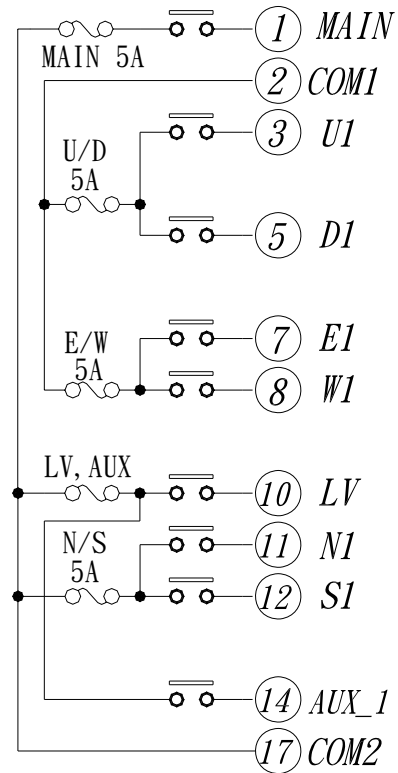 1 MAIN
MAIN 5A
2 COM1
3 U1
U/D
5A
5 D1
7 E1
E/W
5A
8 W1
LV, AUX
10 LV
11 N1
N/S
5A
12 S1
14 AUX_1
17 COM2